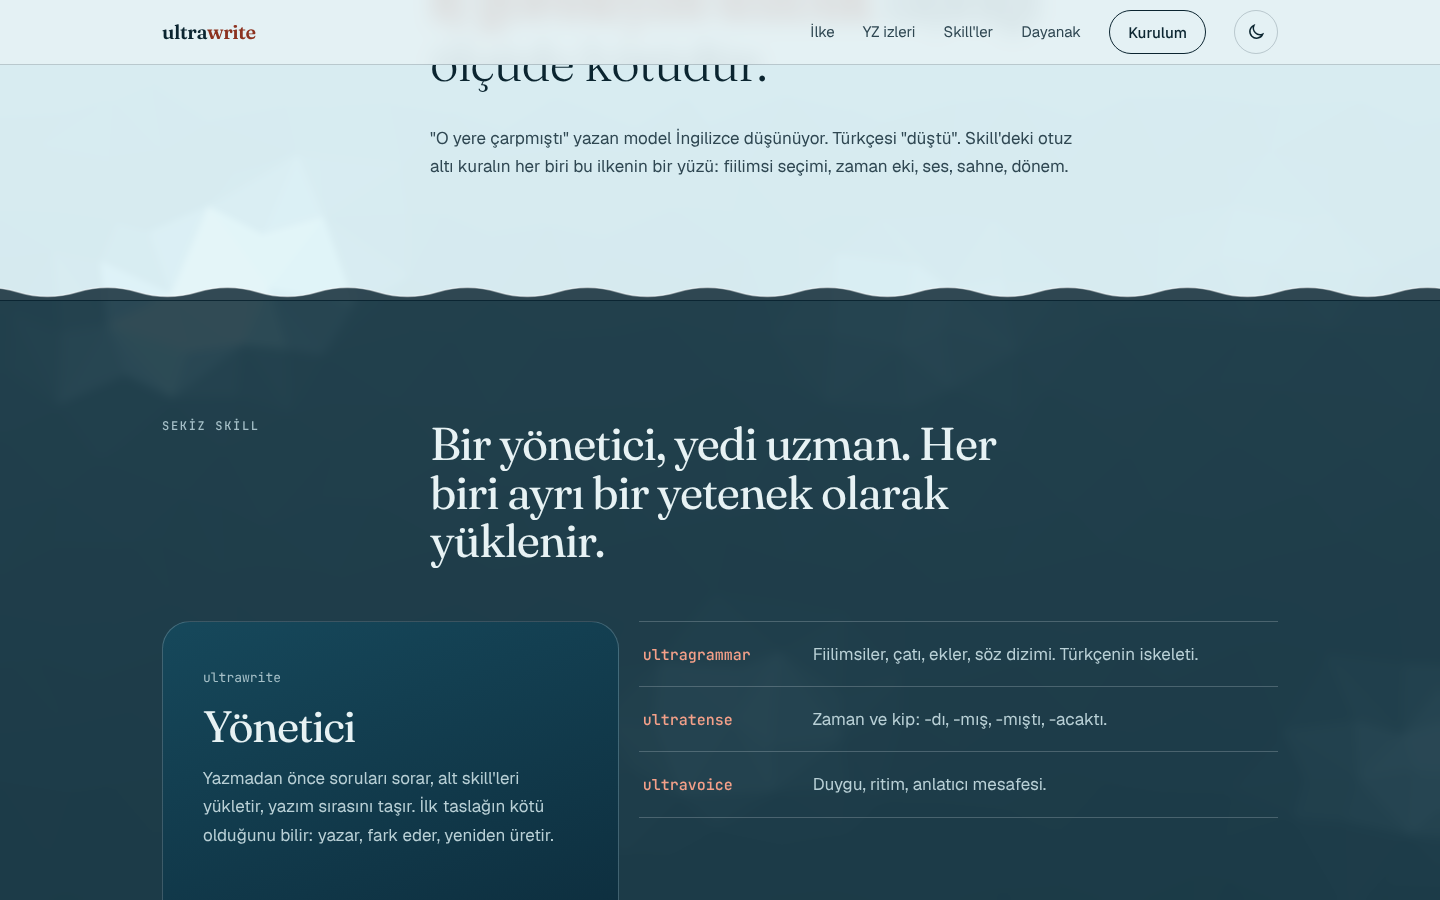 ultrawrite
İlke
YZ izleri
Skill'ler
Dayanak
Kurulum
ölçüde kötüdür.
"O yere çarpmıştı" yazan model İngilizce düşünüyor. Türkçesi "düştü". Skill'deki otuz
altı kuralın her biri bu ilkenin bir yüzü: fiilimsi seçimi, zaman eki, ses, sahne, dönem.
SEKİZ SKİLL
Bir yönetici, yedi uzman. Her
biri ayrı bir yetenek olarak
yüklenir.
ultrawrite
Yönetici
Yazmadan önce soruları sorar, alt skill'leri
yükletir, yazım sırasını taşır. İlk taslağın kötü
olduğunu bilir: yazar, fark eder, yeniden üretir.
ultragrammar
Fiilimsiler, çatı, ekler, söz dizimi. Türkçenin iskeleti.
ultratense
Zaman ve kip: -dı, -mış, -mıştı, -acaktı.
ultravoice
Duygu, ritim, anlatıcı mesafesi.